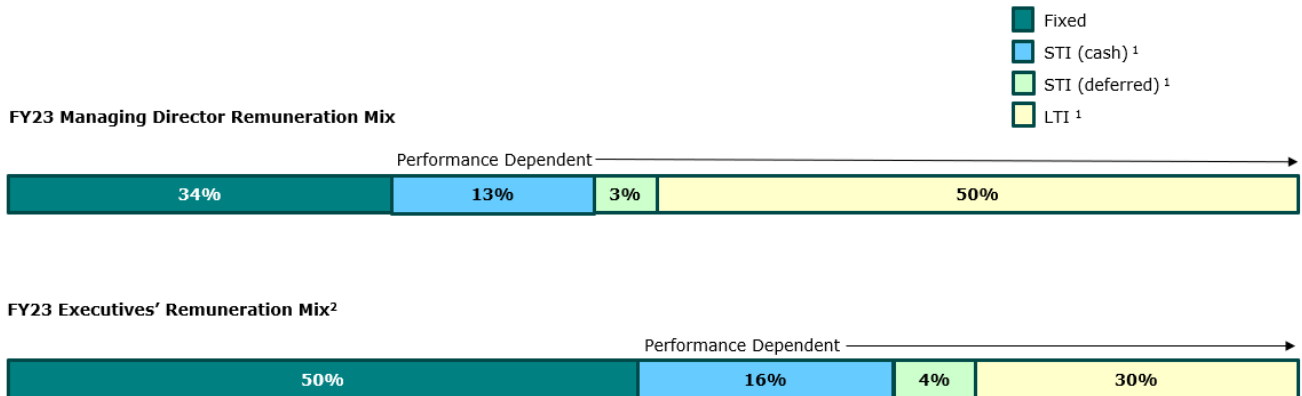 Fixed
STI (cash) ¹
STI (deferred) ¹
LTI ¹
FY23 Managing Director Remuneration Mix
Performance Dependent
34% 13% 3% 50%
FY23 Executives’ Remuneration Mix²
Performance Dependent
50% 16% 4% 30%